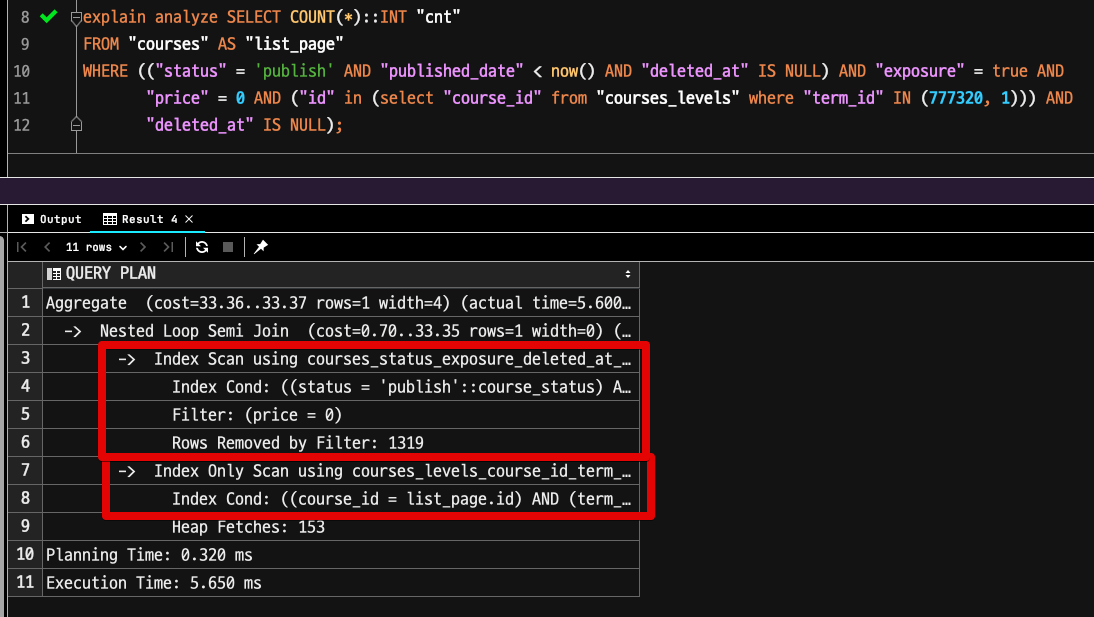 8 explain analyze SELECT COUNT(*)::INT "cnt"
9 FROM "courses" AS "list_page"
10 WHERE (("status" = 'publish' AND "published_date" < now() AND "deleted_at" IS NULL) AND "exposure" = true AND
11 "price" = 0 AND ("id" in (select "course_id" from "courses_levels" where "term_id" IN (777320, 1))) AND
12 "deleted_at" IS NULL);
Output Result 4
11 rows
QUERY PLAN
1 Aggregate (cost=33.36..33.37 rows=1 width=4) (actual time=5.600…
2 -> Nested Loop Semi Join (cost=0.70..33.35 rows=1 width=0) (…
3 -> Index Scan using courses_status_exposure_deleted_at_…
4 Index Cond: ((status = 'publish'::course_status) A…
5 Filter: (price = 0)
6 Rows Removed by Filter: 1319
7 -> Index Only Scan using courses_levels_course_id_term_…
8 Index Cond: ((course_id = list_page.id) AND (term_…
9 Heap Fetches: 153
10 Planning Time: 0.320 ms
11 Execution Time: 5.650 ms